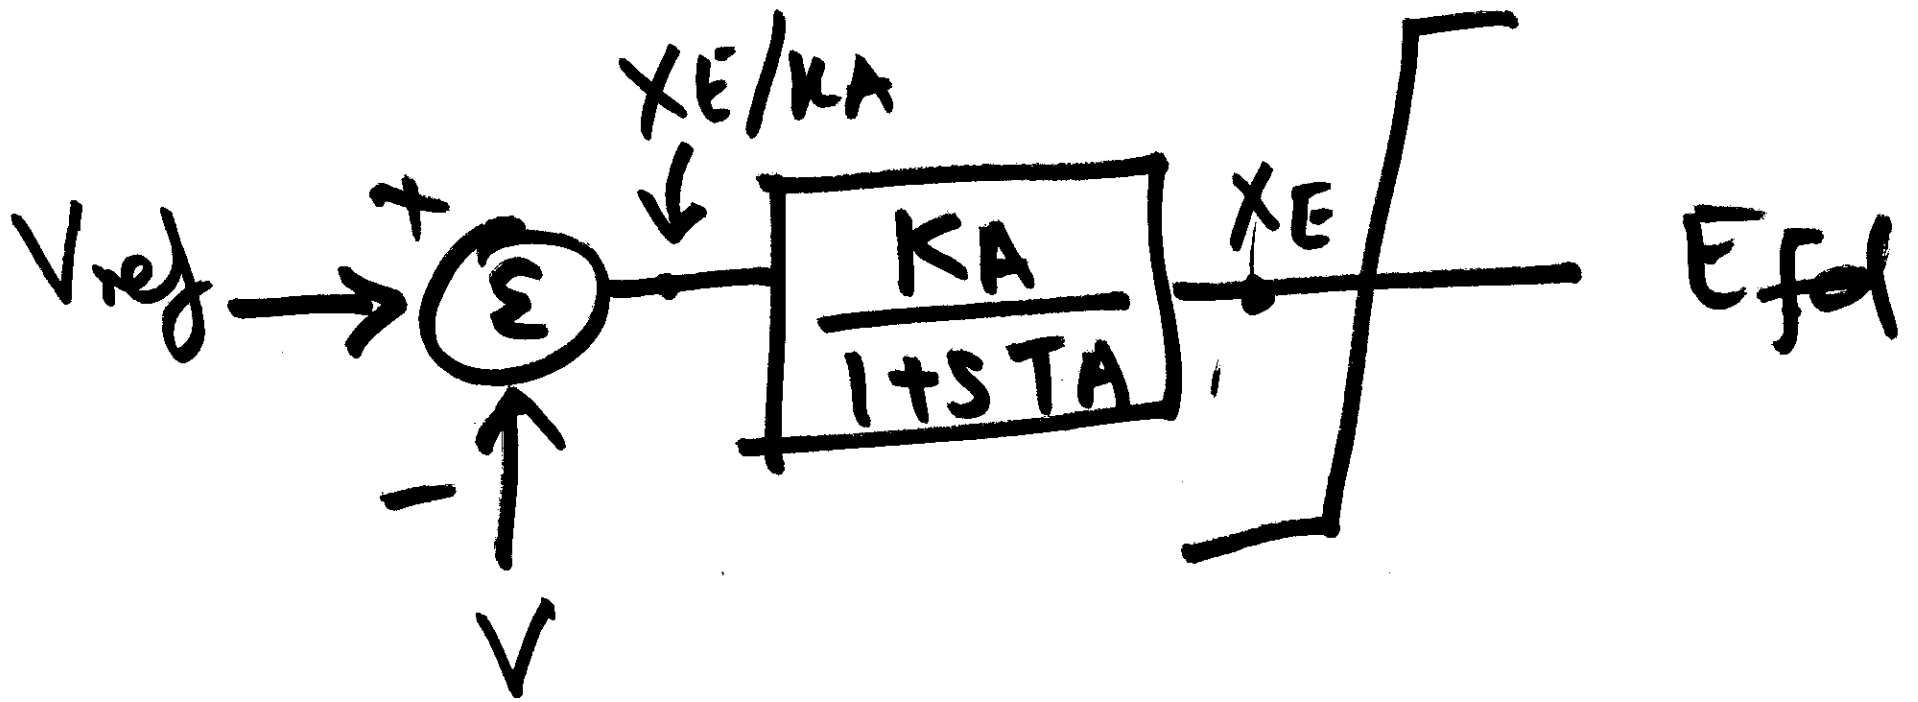 XE/KA
+
Vref
Σ
KA
1+STA
XE
Efd
-
V